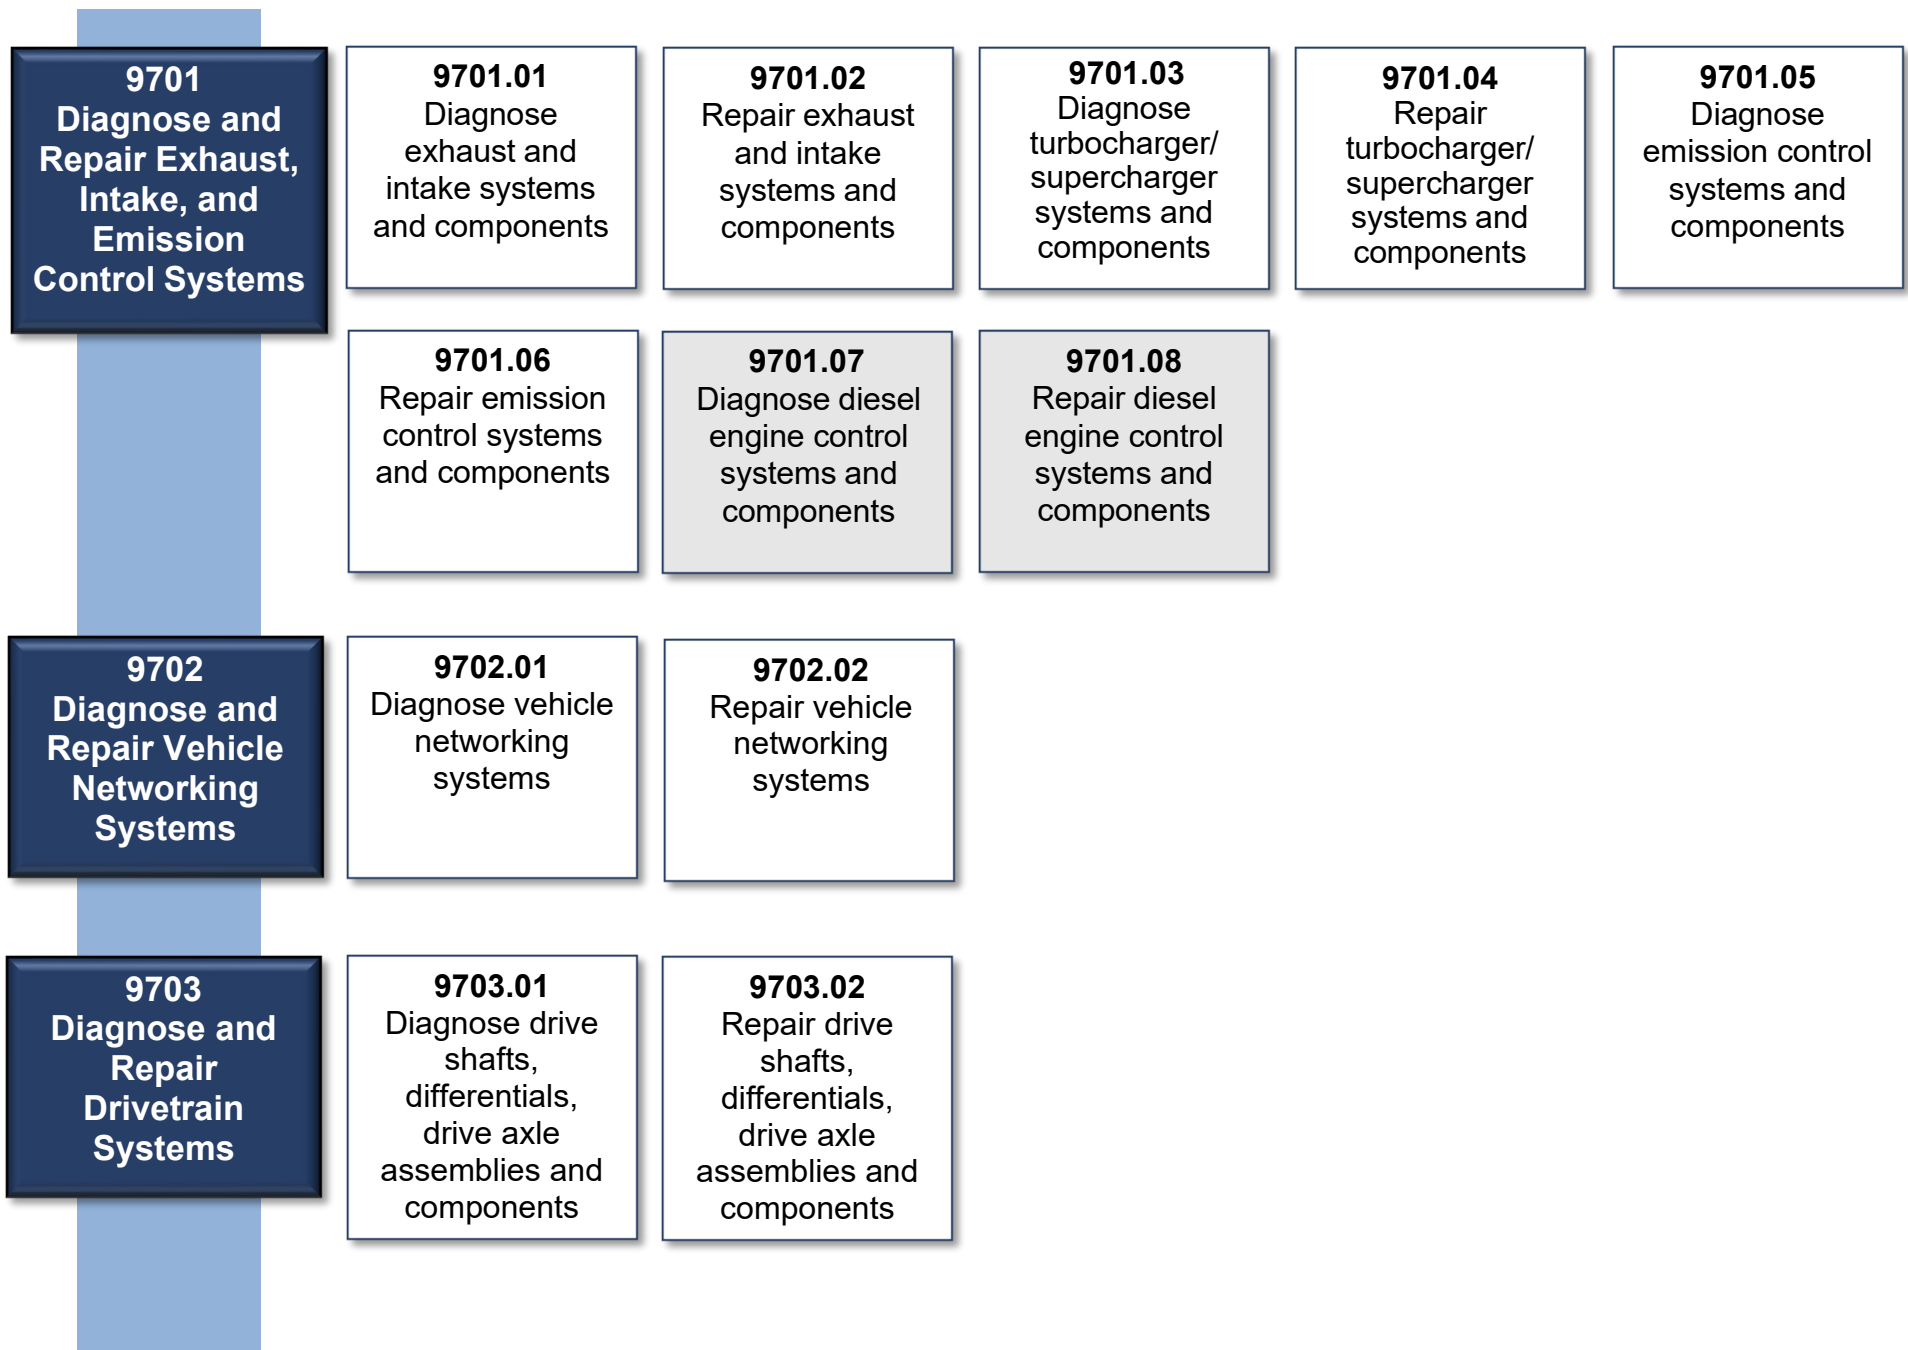 9701
Diagnose and
Repair Exhaust,
Intake, and
Emission
Control Systems
9701.01
Diagnose
exhaust and
intake systems
and components
9701.02
Repair exhaust
and intake
systems and
components
9701.03
Diagnose
turbocharger/
supercharger
systems and
components
9701.04
Repair
turbocharger/
supercharger
systems and
components
9701.05
Diagnose
emission control
systems and
components
9701.06
Repair emission
control systems
and components
9701.07
Diagnose diesel
engine control
systems and
components
9701.08
Repair diesel
engine control
systems and
components
9702
Diagnose and
Repair Vehicle
Networking
Systems
9702.01
Diagnose vehicle
networking
systems
9702.02
Repair vehicle
networking
systems
9703
Diagnose and
Repair
Drivetrain
Systems
9703.01
Diagnose drive
shafts,
differentials,
drive axle
assemblies and
components
9703.02
Repair drive
shafts,
differentials,
drive axle
assemblies and
components